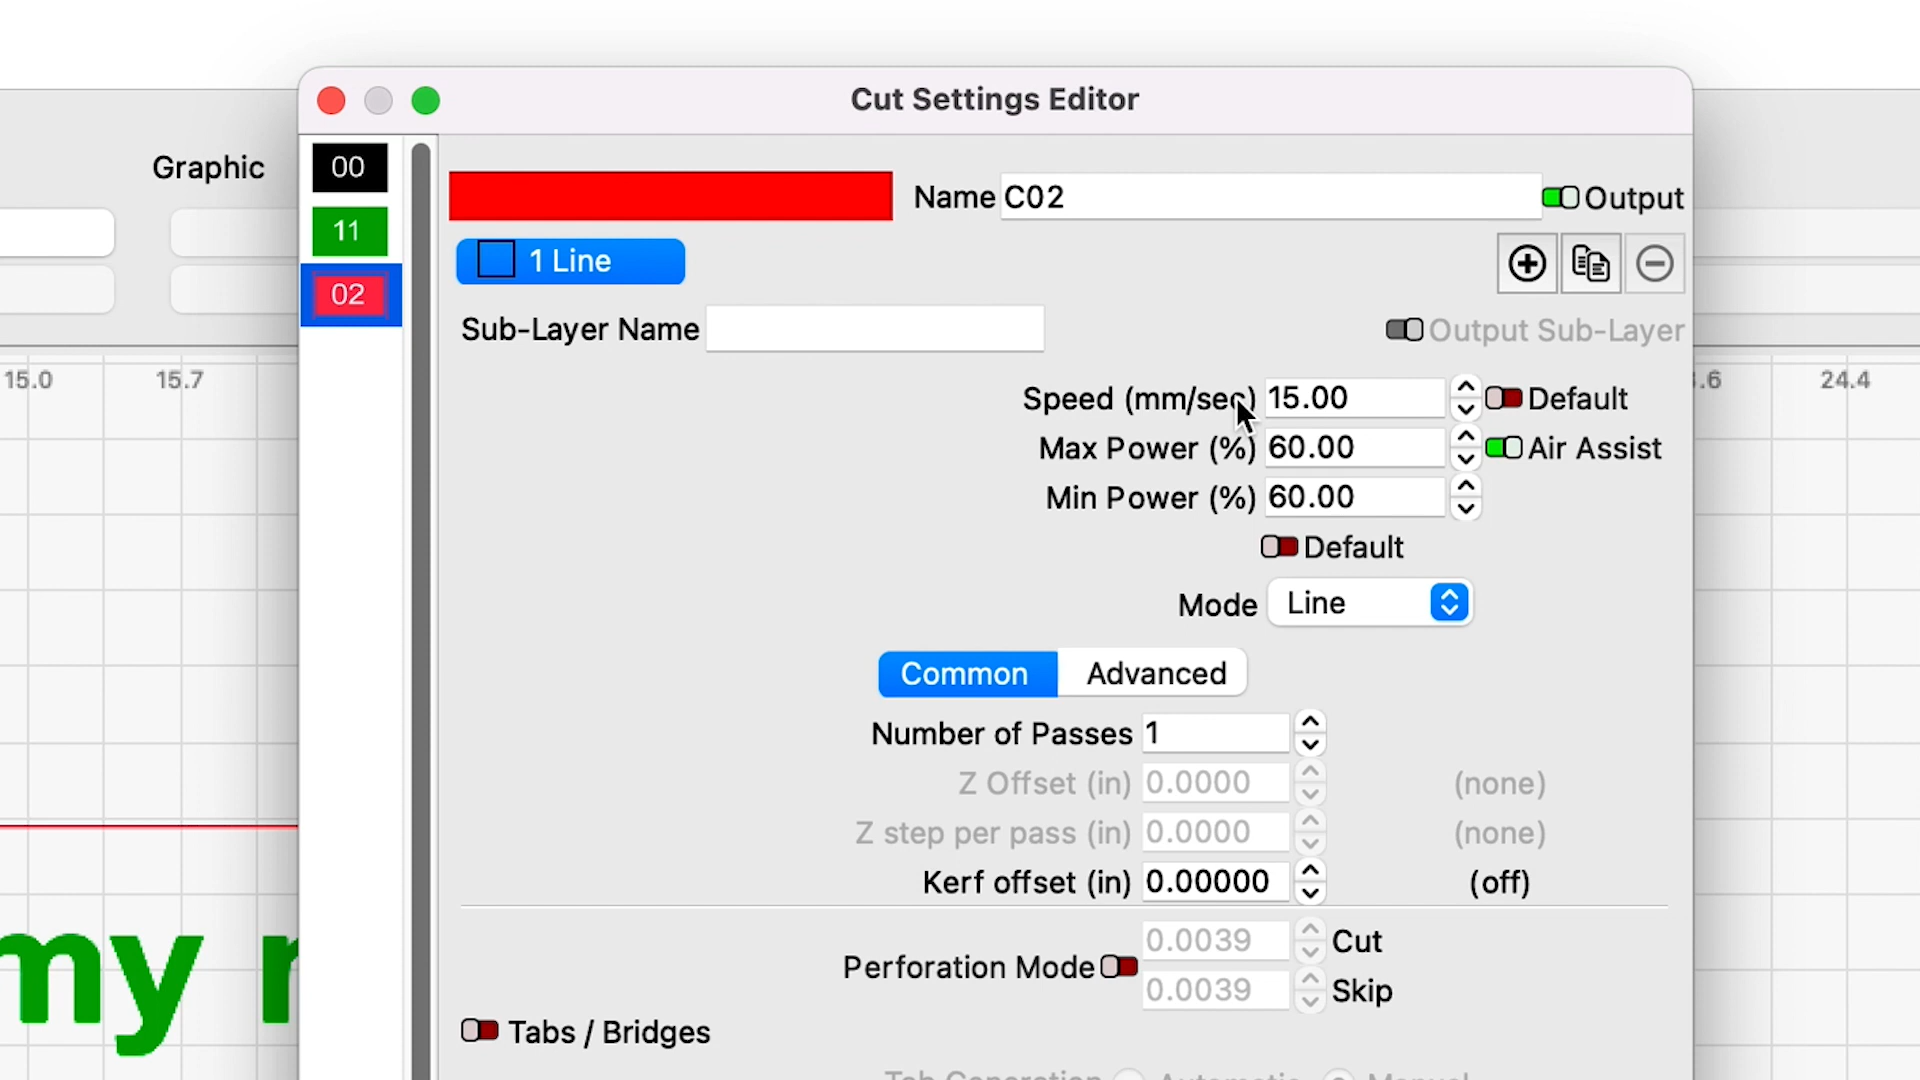 Cut Settings Editor
Graphic
00
11
02
Name C02
Output
1 Line
Sub-Layer Name
Output Sub-Layer
15.0
15.7
.6
24.4
Speed (mm/sec) 15.00
Default
Max Power (%) 60.00
Air Assist
Min Power (%) 60.00
Default
Mode Line
Common Advanced
Number of Passes 1
Z Offset (in) 0.0000 (none)
Z step per pass (in) 0.0000 (none)
Kerf offset (in) 0.00000 (off)
my
0.0039 Cut
Perforation Mode
0.0039 Skip
Tabs / Bridges
Tab Generation Automatic Manual